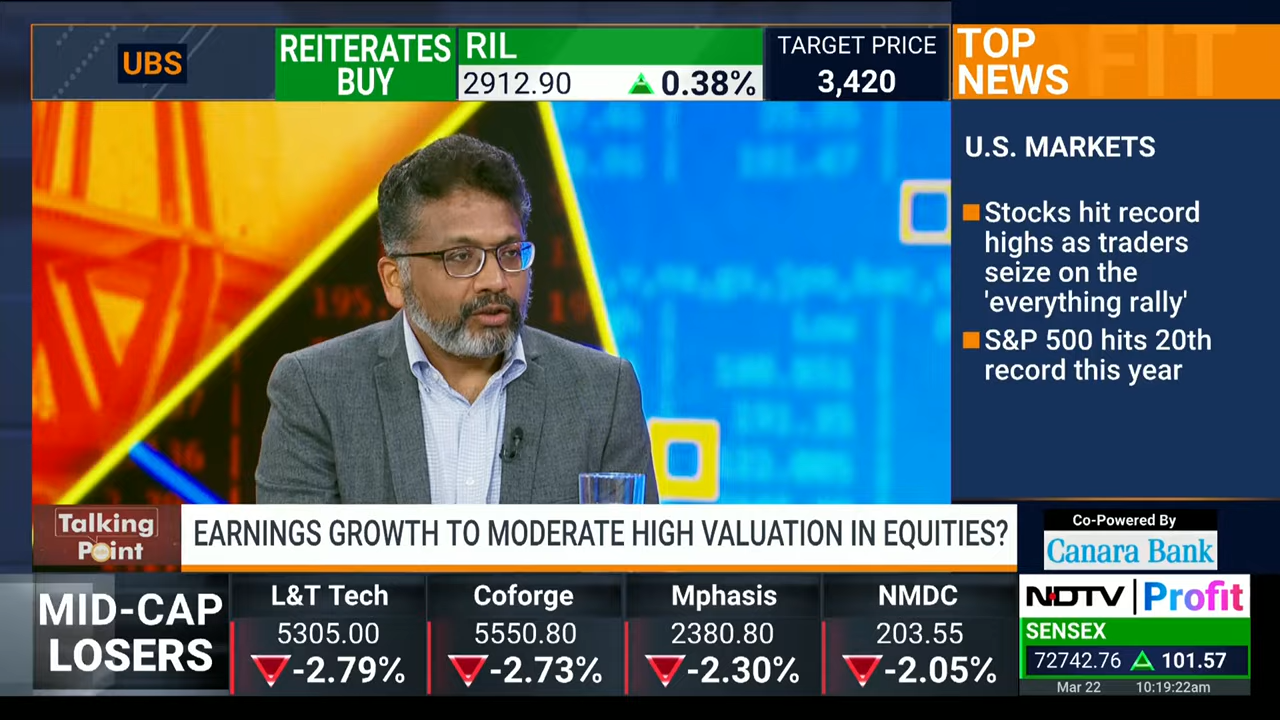 UBS
REITERATES
BUY
RIL
2912.90 ▲ 0.38%
TARGET PRICE
3,420
TOP
NEWS
U.S. MARKETS
Stocks hit record
highs as traders
seize on the
'everything rally'
S&P 500 hits 20th
record this year
Talking
Point
EARNINGS GROWTH TO MODERATE HIGH VALUATION IN EQUITIES?
Co-Powered By
Canara Bank
MID-CAP
LOSERS
L&T Tech
5305.00
▼-2.79%
Coforge
5550.80
▼-2.73%
Mphasis
2380.80
▼-2.30%
NMDC
203.55
▼-2.05%
NDTV Profit
SENSEX
72742.76 ▲ 101.57
Mar 22 10:19:22am